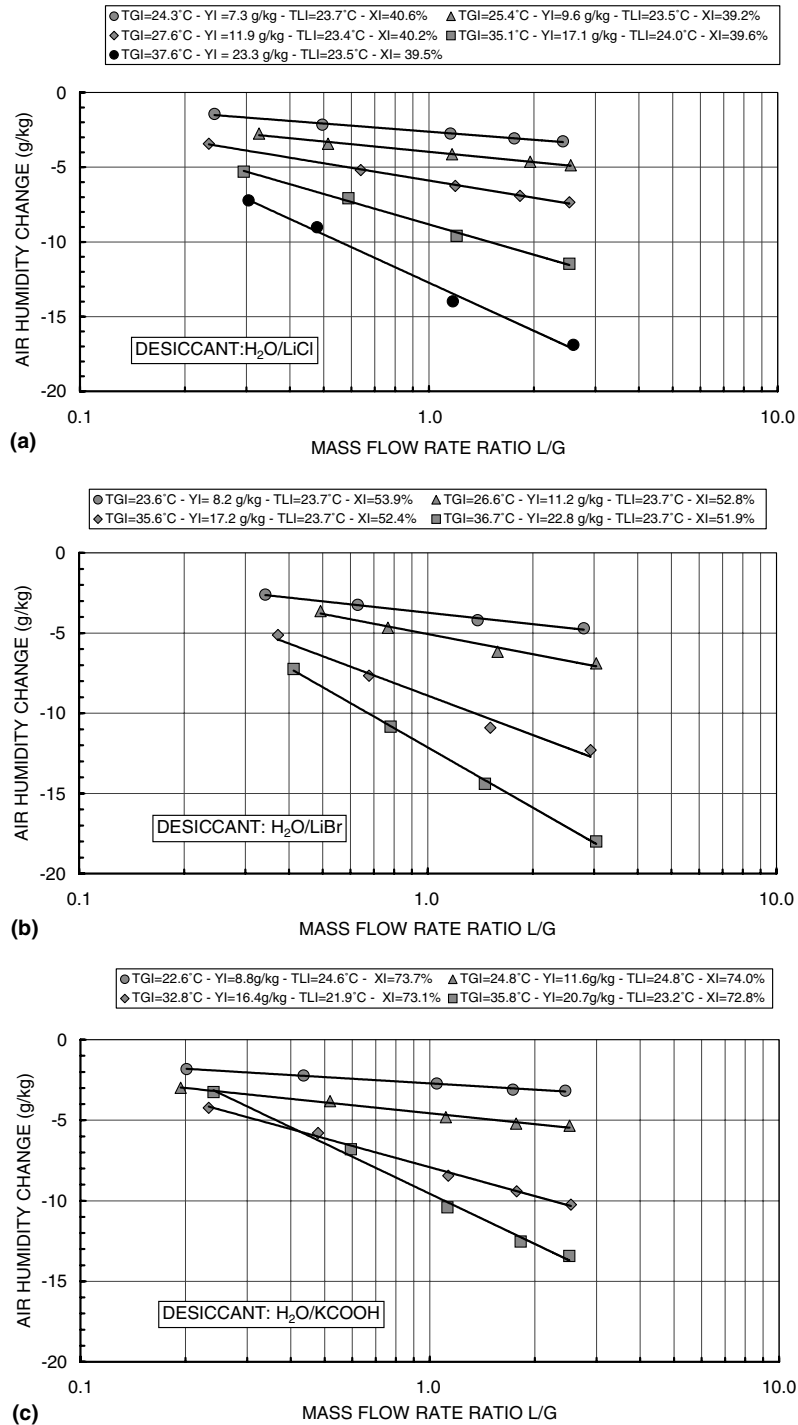 TGI=24.3°C - YI =7.3 g/kg - TLI=23.7°C - XI=40.6% TGI=25.4°C - YI=9.6 g/kg - TLI=23.5°C - XI=39.2%
TGI=27.6°C - YI=11.9 g/kg - TLI=23.4°C - XI=40.2% TGI=35.1°C - YI=17.1 g/kg - TLI=24.0°C - XI=39.6%
TGI=37.6°C - YI = 23.3 g/kg - TLI=23.5°C - XI= 39.5%
AIR HUMIDITY CHANGE (g/kg)
0
-5
-10
-15
-20
DESICCANT:H₂O/LiCl
0.1 1.0 10.0
(a)
MASS FLOW RATE RATIO L/G
TGI=23.6°C - YI= 8.2 g/kg - TLI=23.7°C - XI=53.9% TGI=26.6°C - YI=11.2 g/kg - TLI=23.7°C - XI=52.8%
TGI=35.6°C - YI=17.2 g/kg - TLI=23.7°C - XI=52.4% TGI=36.7°C - YI=22.8 g/kg - TLI=23.7°C - XI=51.9%
AIR HUMIDITY CHANGE (g/kg)
0
-5
-10
-15
-20
DESICCANT: H₂O/LiBr
0.1 1.0 10.0
(b)
MASS FLOW RATE RATIO L/G
TGI=22.6°C - YI=8.8g/kg - TLI=24.6°C - XI=73.7% TGI=24.8°C - YI=11.6g/kg - TLI=24.8°C - XI=74.0%
TGI=32.8°C - YI=16.4g/kg - TLI=21.9°C - XI=73.1% TGI=35.8°C - YI=20.7g/kg - TLI=23.2°C - XI=72.8%
AIR HUMIDITY CHANGE (g/kg)
0
-5
-10
-15
-20
DESICCANT: H₂O/KCOOH
0.1 1.0 10.0
(c)
MASS FLOW RATE RATIO L/G